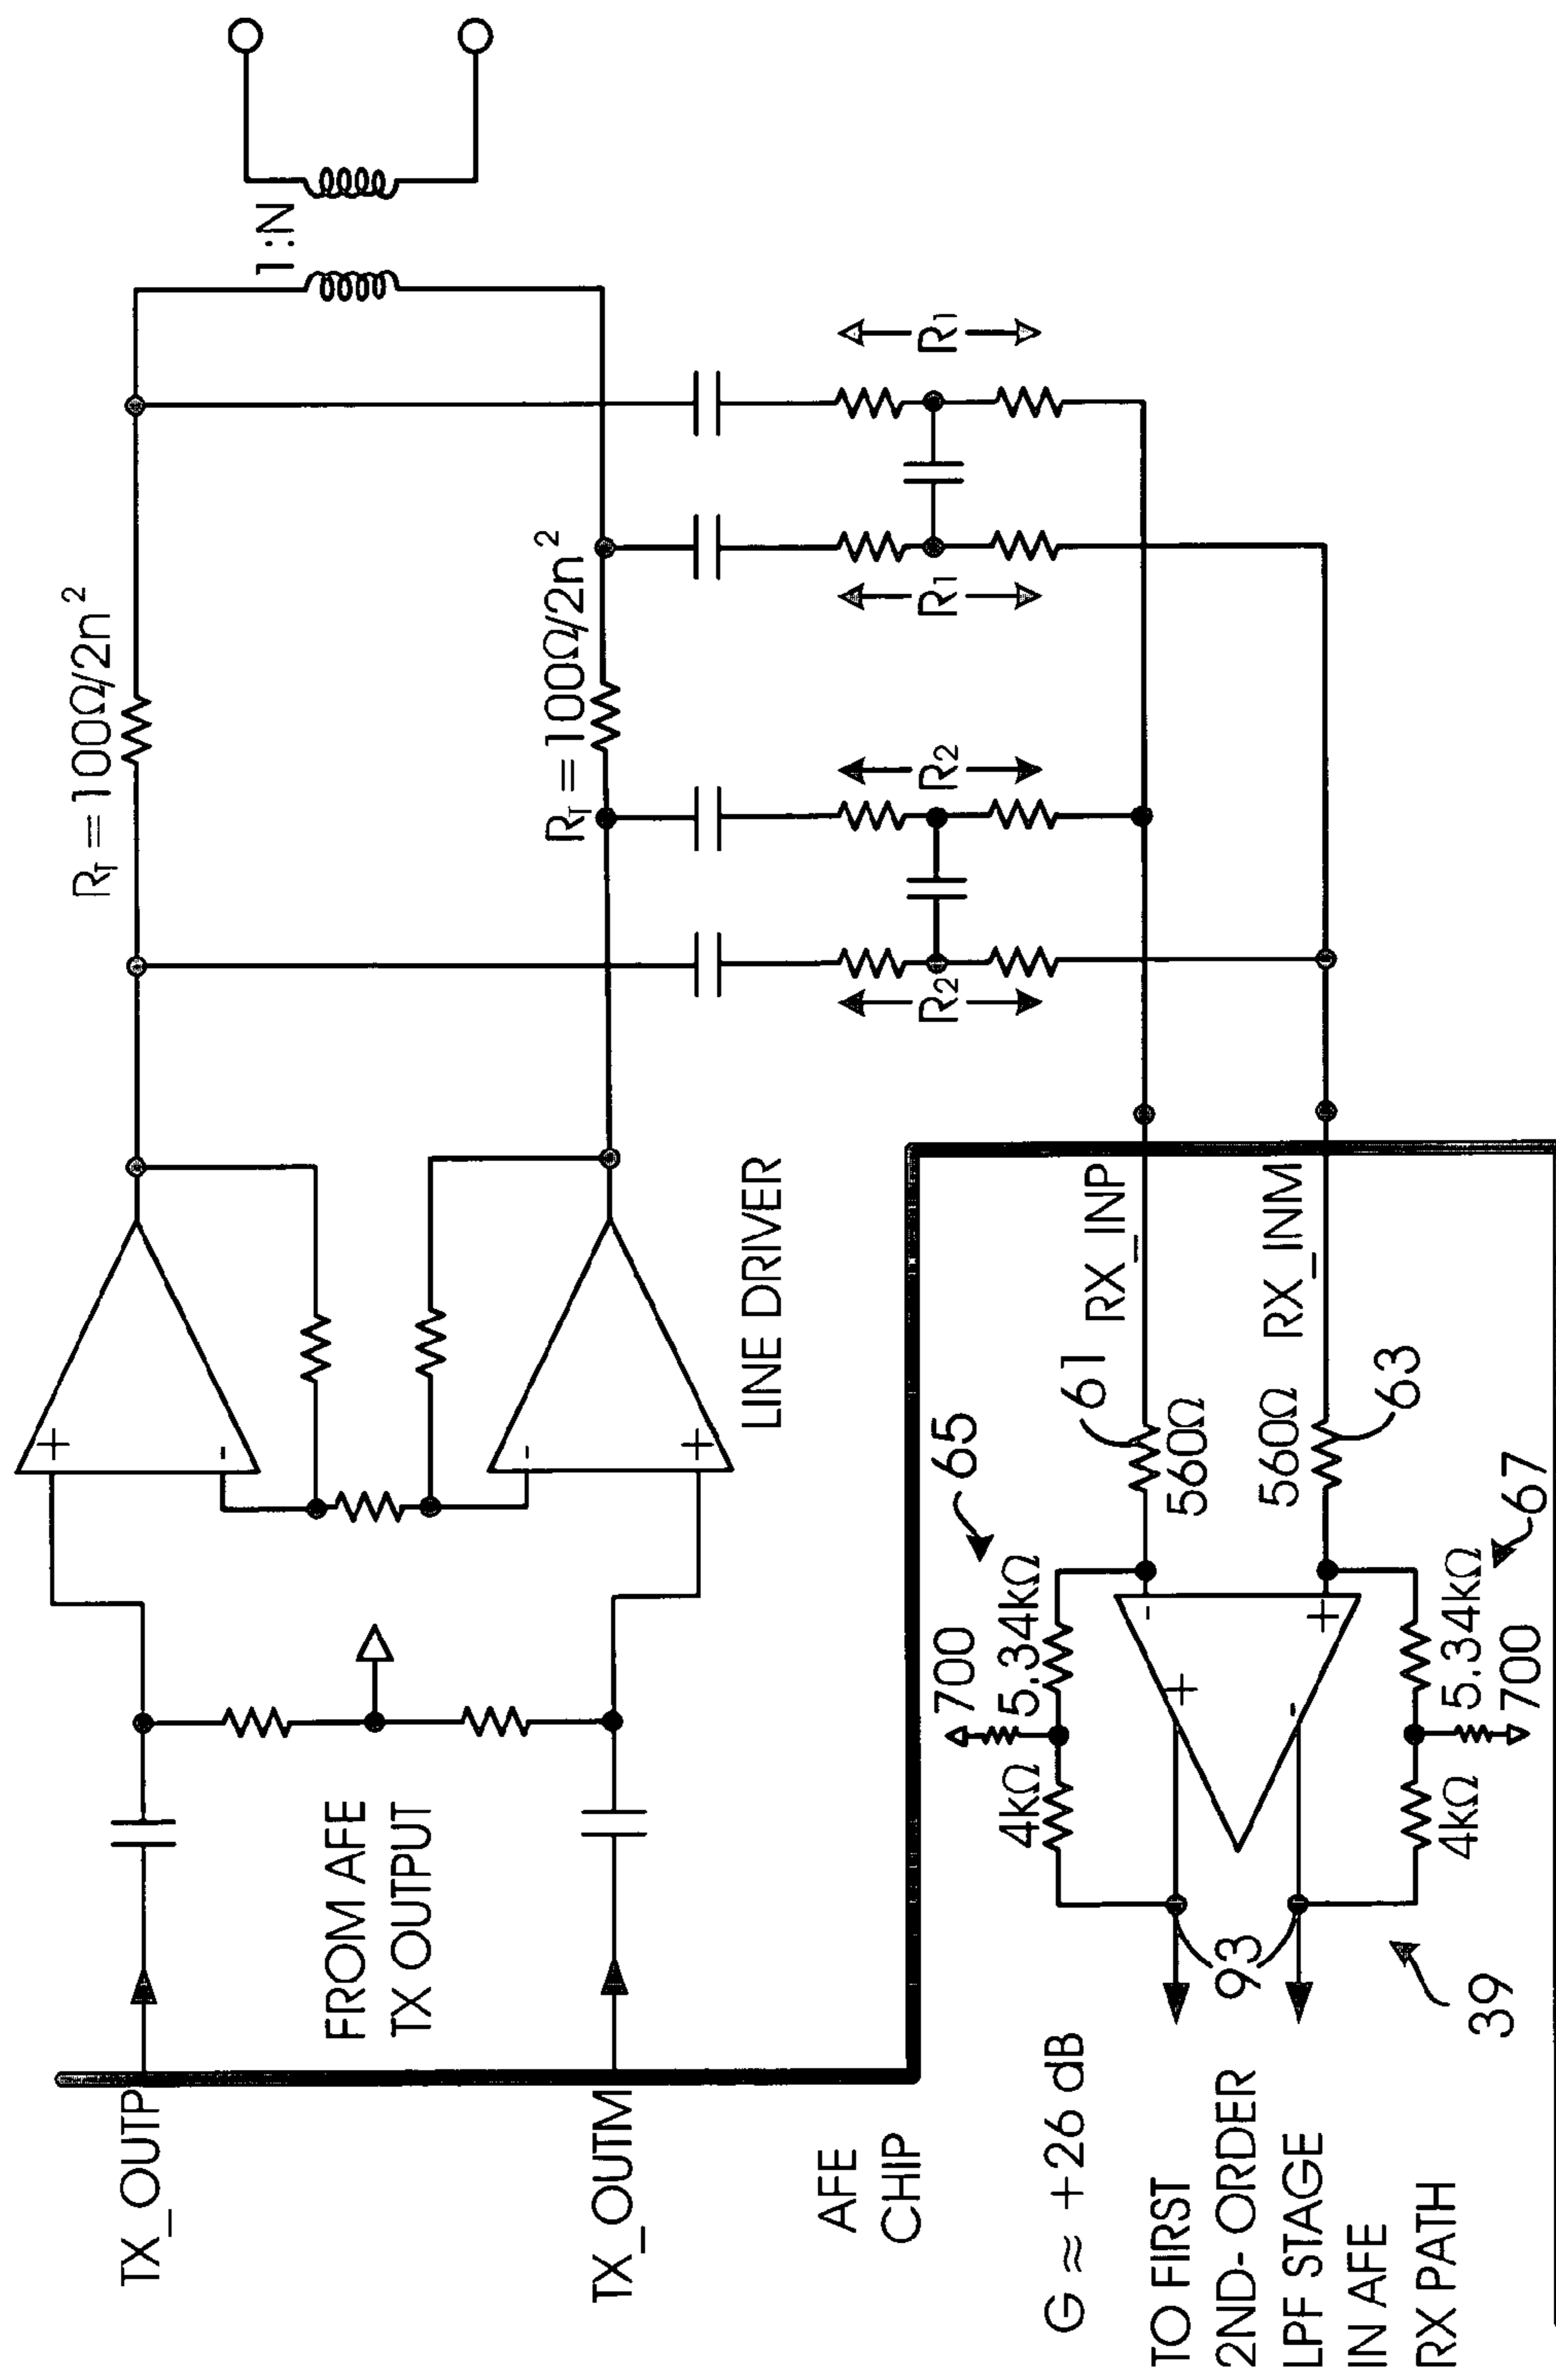 TX_OUTP
TX_OUTM
FROM AFE
TX OUTPUT
+
-
-
+
LINE DRIVER
R_T = 100Ω/2n²
R_T = 100Ω/2n²
1:N
R2
R2
R1
R1
AFE
CHIP
G ≈ +26 dB
TO FIRST
2ND- ORDER
LPF STAGE
IN AFE
RX PATH
39
93
4kΩ
700
5.34kΩ
65
+
-
-
+
4kΩ
5.34kΩ
700
67
560Ω
61
RX_INP
560Ω
63
RX_INM